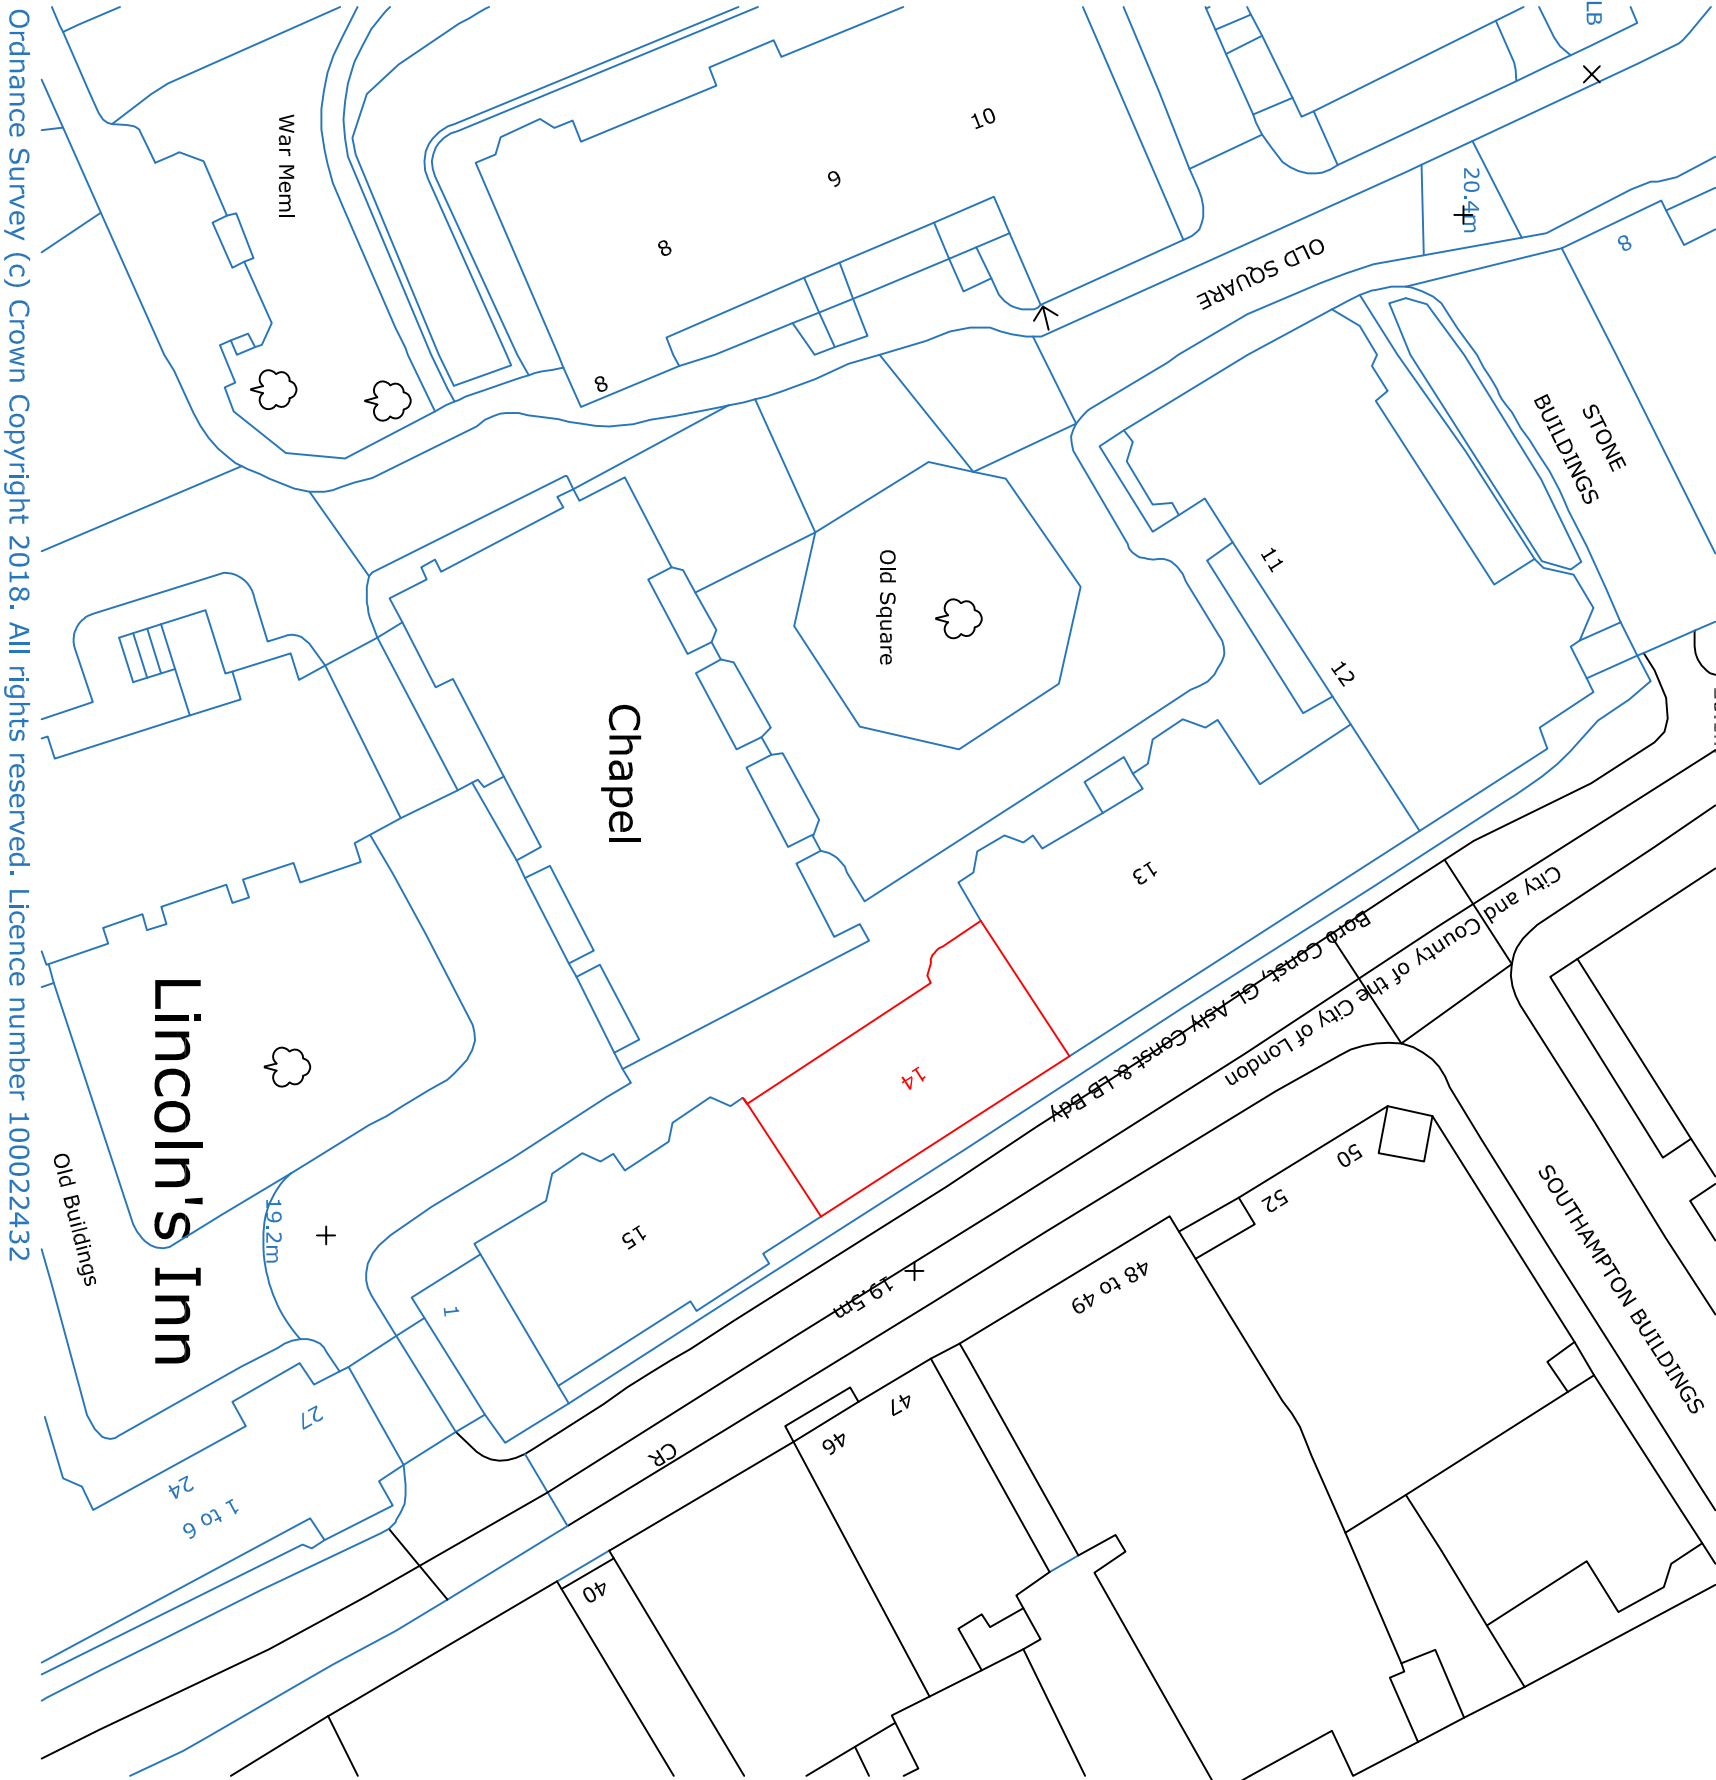 Ordnance Survey (c) Crown Copyright 2018. All rights reserved. Licence number 100022432
LB
War Meml
10
9
8
8
20.4m
OLD SQUARE
8
STONE
BUILDINGS
11
12
Old Square
Chapel
13
14
15
1
City and County of the City of London
Boro Const, GL Asly Const & LB Bdy
Lincoln's Inn
Old Buildings
19.2m
19.5m
50
52
48 to 49
SOUTHAMPTON BUILDINGS
47
46
CR
27
24
1 to 6
40